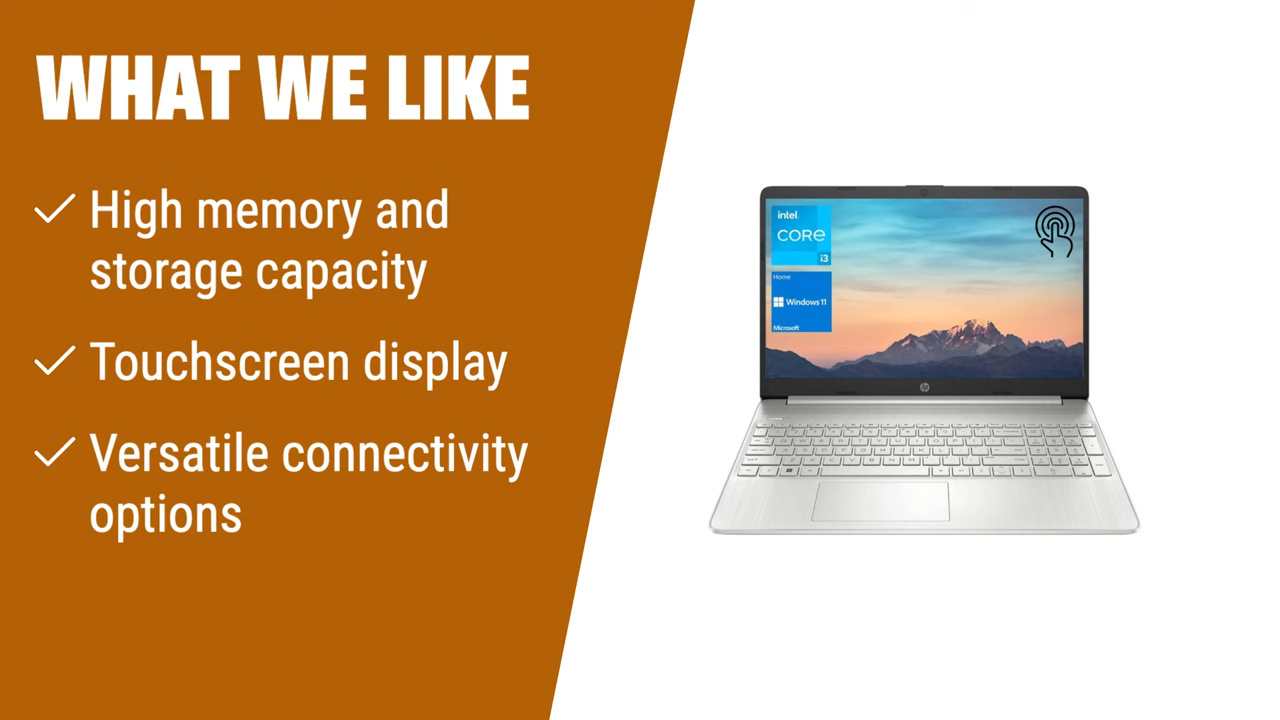 WHAT WE LIKE
High memory and
storage capacity
Touchscreen display
Versatile connectivity
options
intel.
CORE
i3
Home
Windows 11
Microsoft
hp